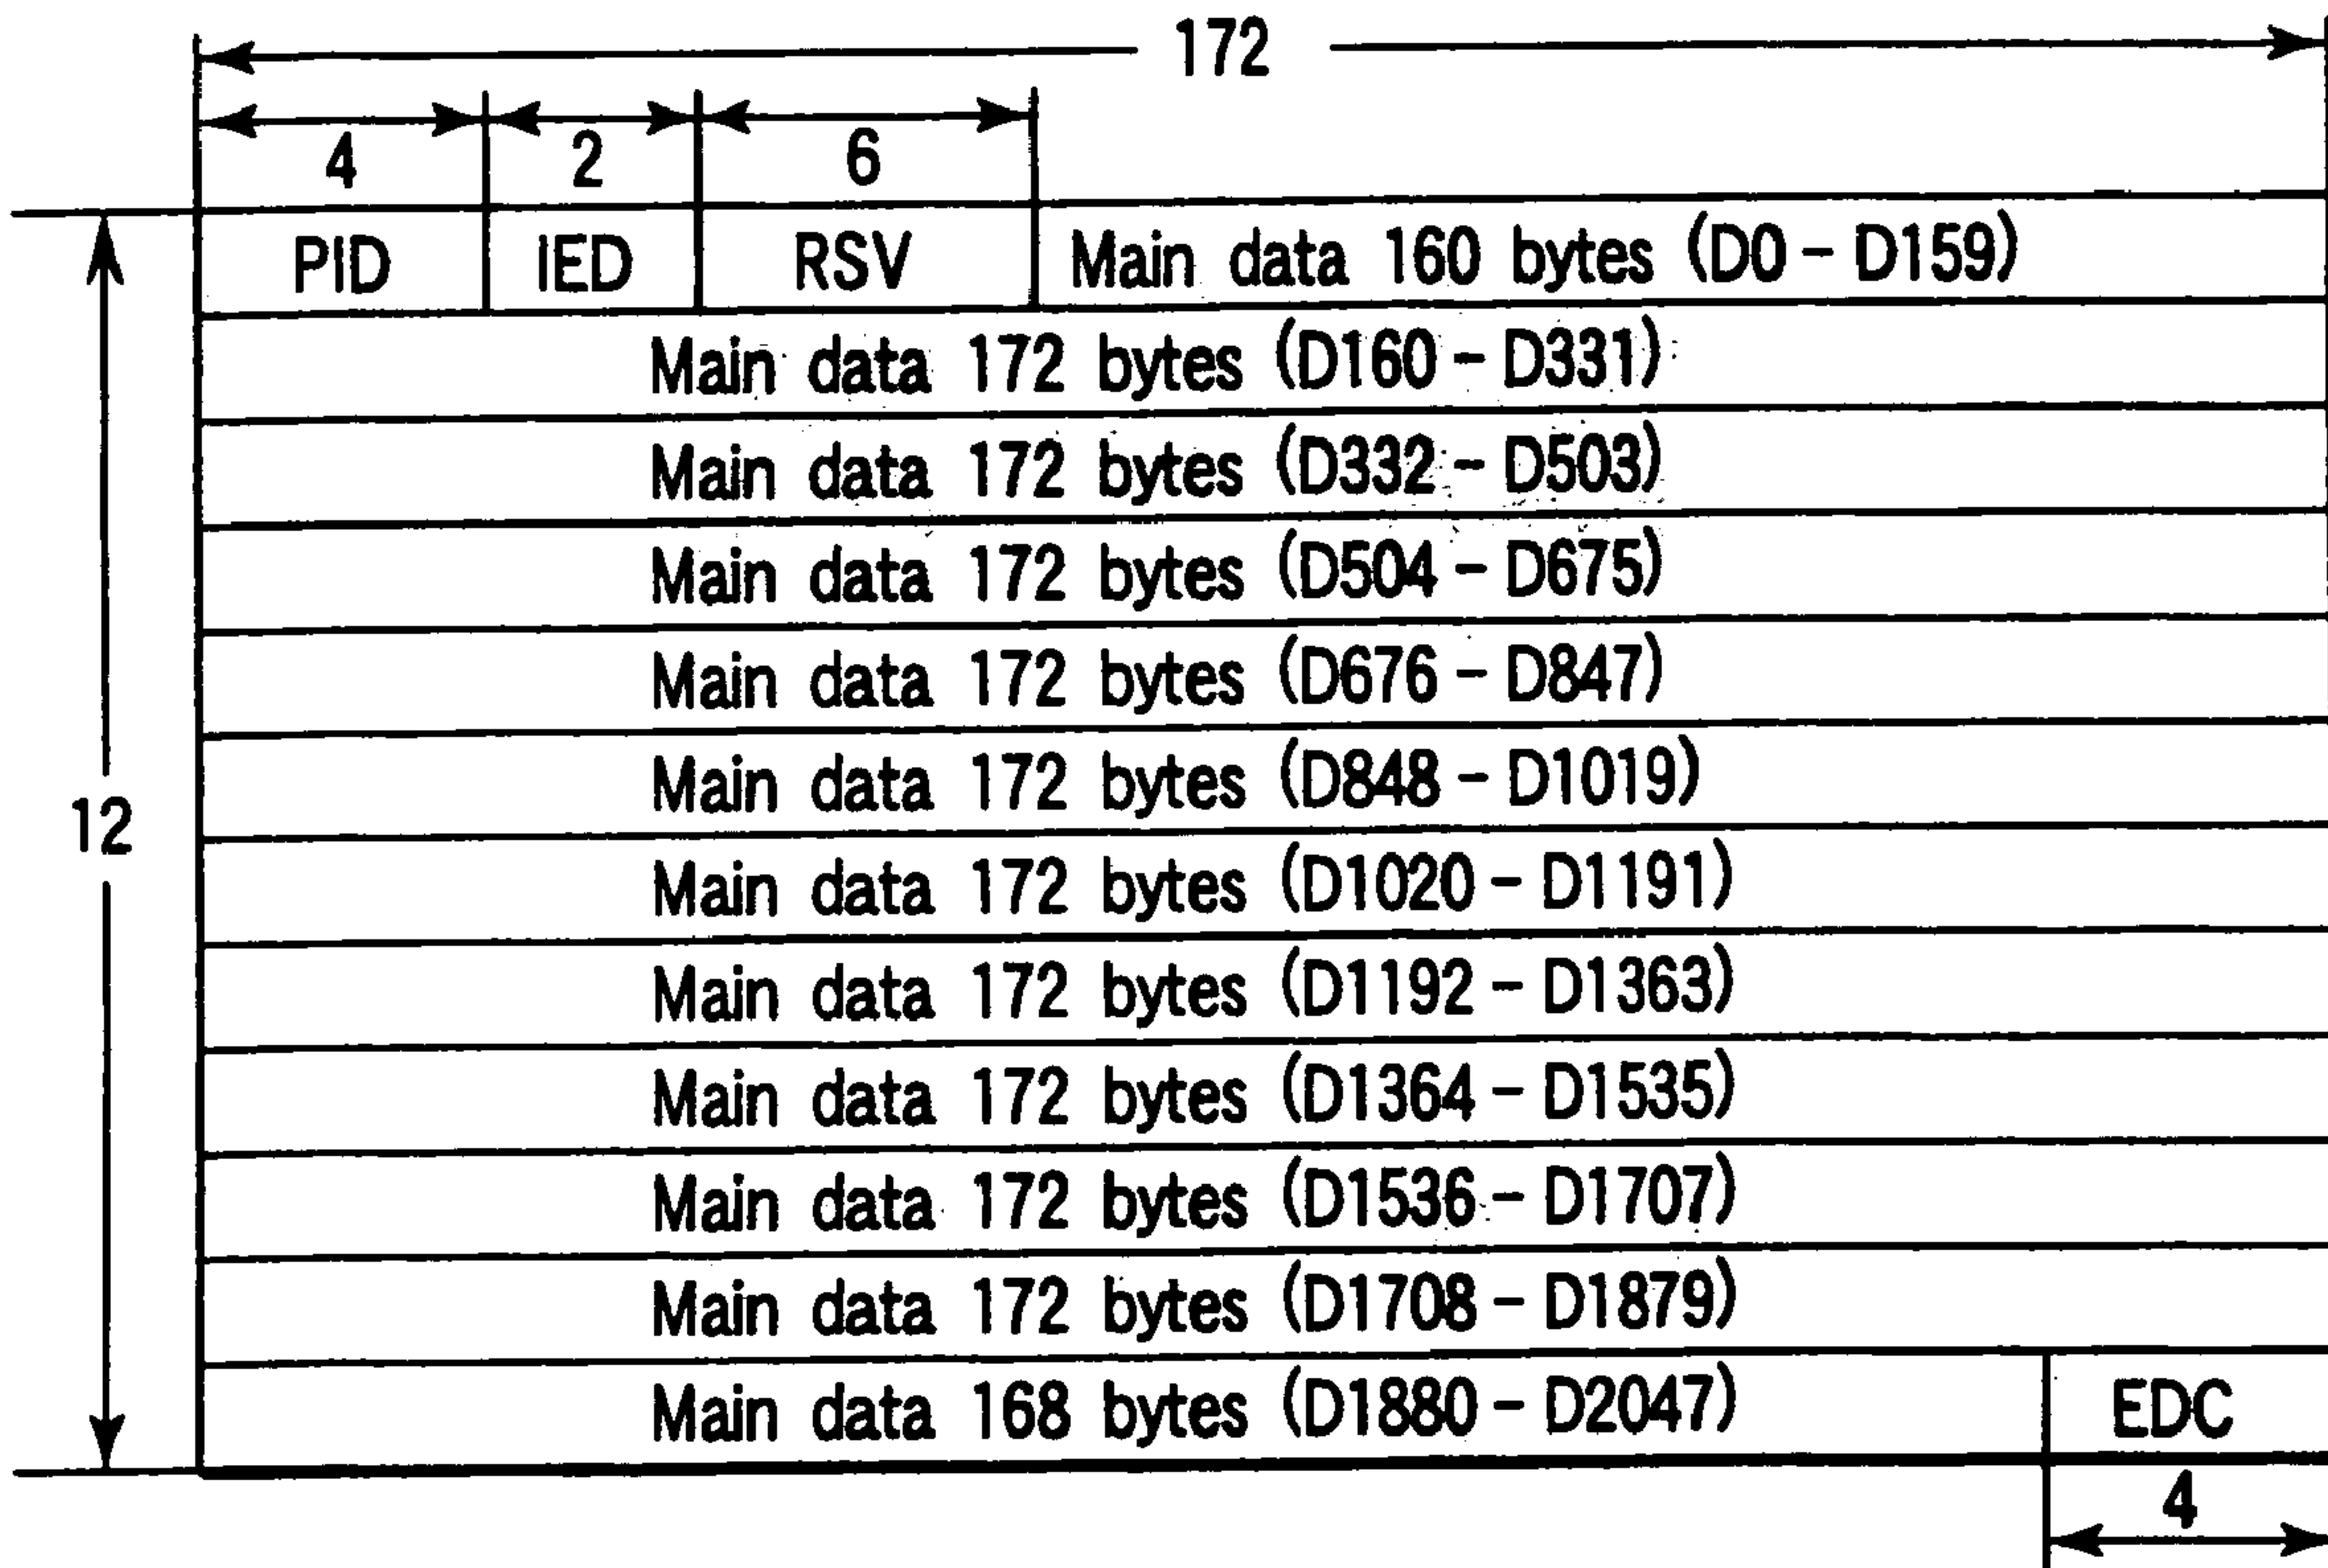 172
4 2 6
PID IED RSV Main data 160 bytes (D0 – D159)
Main data 172 bytes (D160 – D331)
Main data 172 bytes (D332 – D503)
Main data 172 bytes (D504 – D675)
Main data 172 bytes (D676 – D847)
Main data 172 bytes (D848 – D1019)
12
Main data 172 bytes (D1020 – D1191)
Main data 172 bytes (D1192 – D1363)
Main data 172 bytes (D1364 – D1535)
Main data 172 bytes (D1536 – D1707)
Main data 172 bytes (D1708 – D1879)
Main data 168 bytes (D1880 – D2047) EDC
4